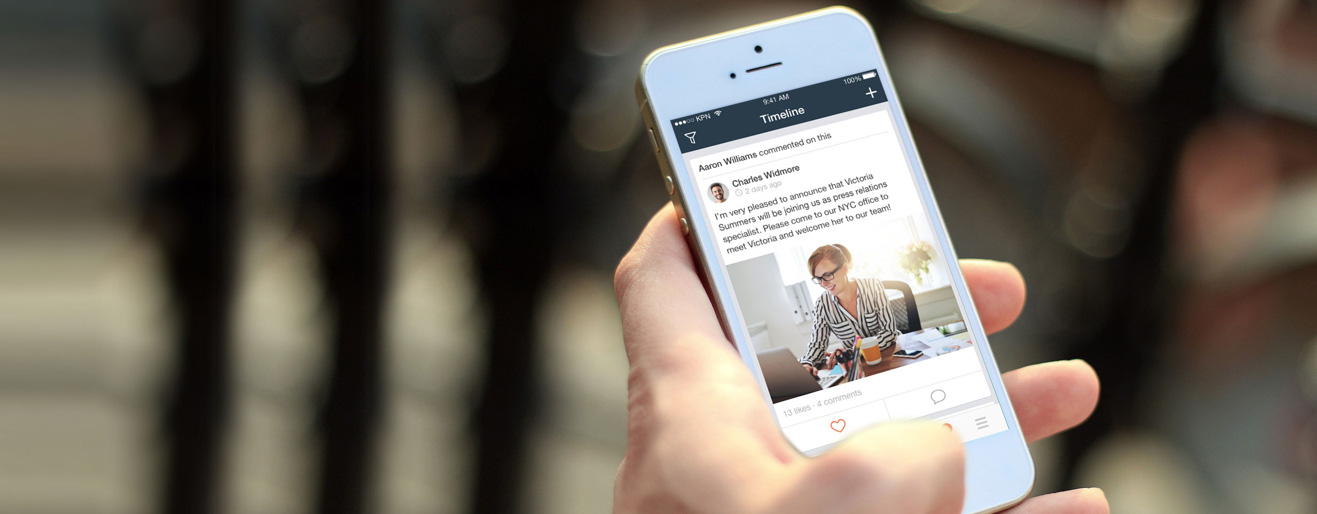 KPN 9:41 AM 100%
Timeline
Aaron Williams commented on this
Charles Widmore
2 days ago
I'm very pleased to announce that Victoria
Summers will be joining us as press relations
specialist. Please come to our NYC office to
meet Victoria and welcome her to our team!
13 likes - 4 comments